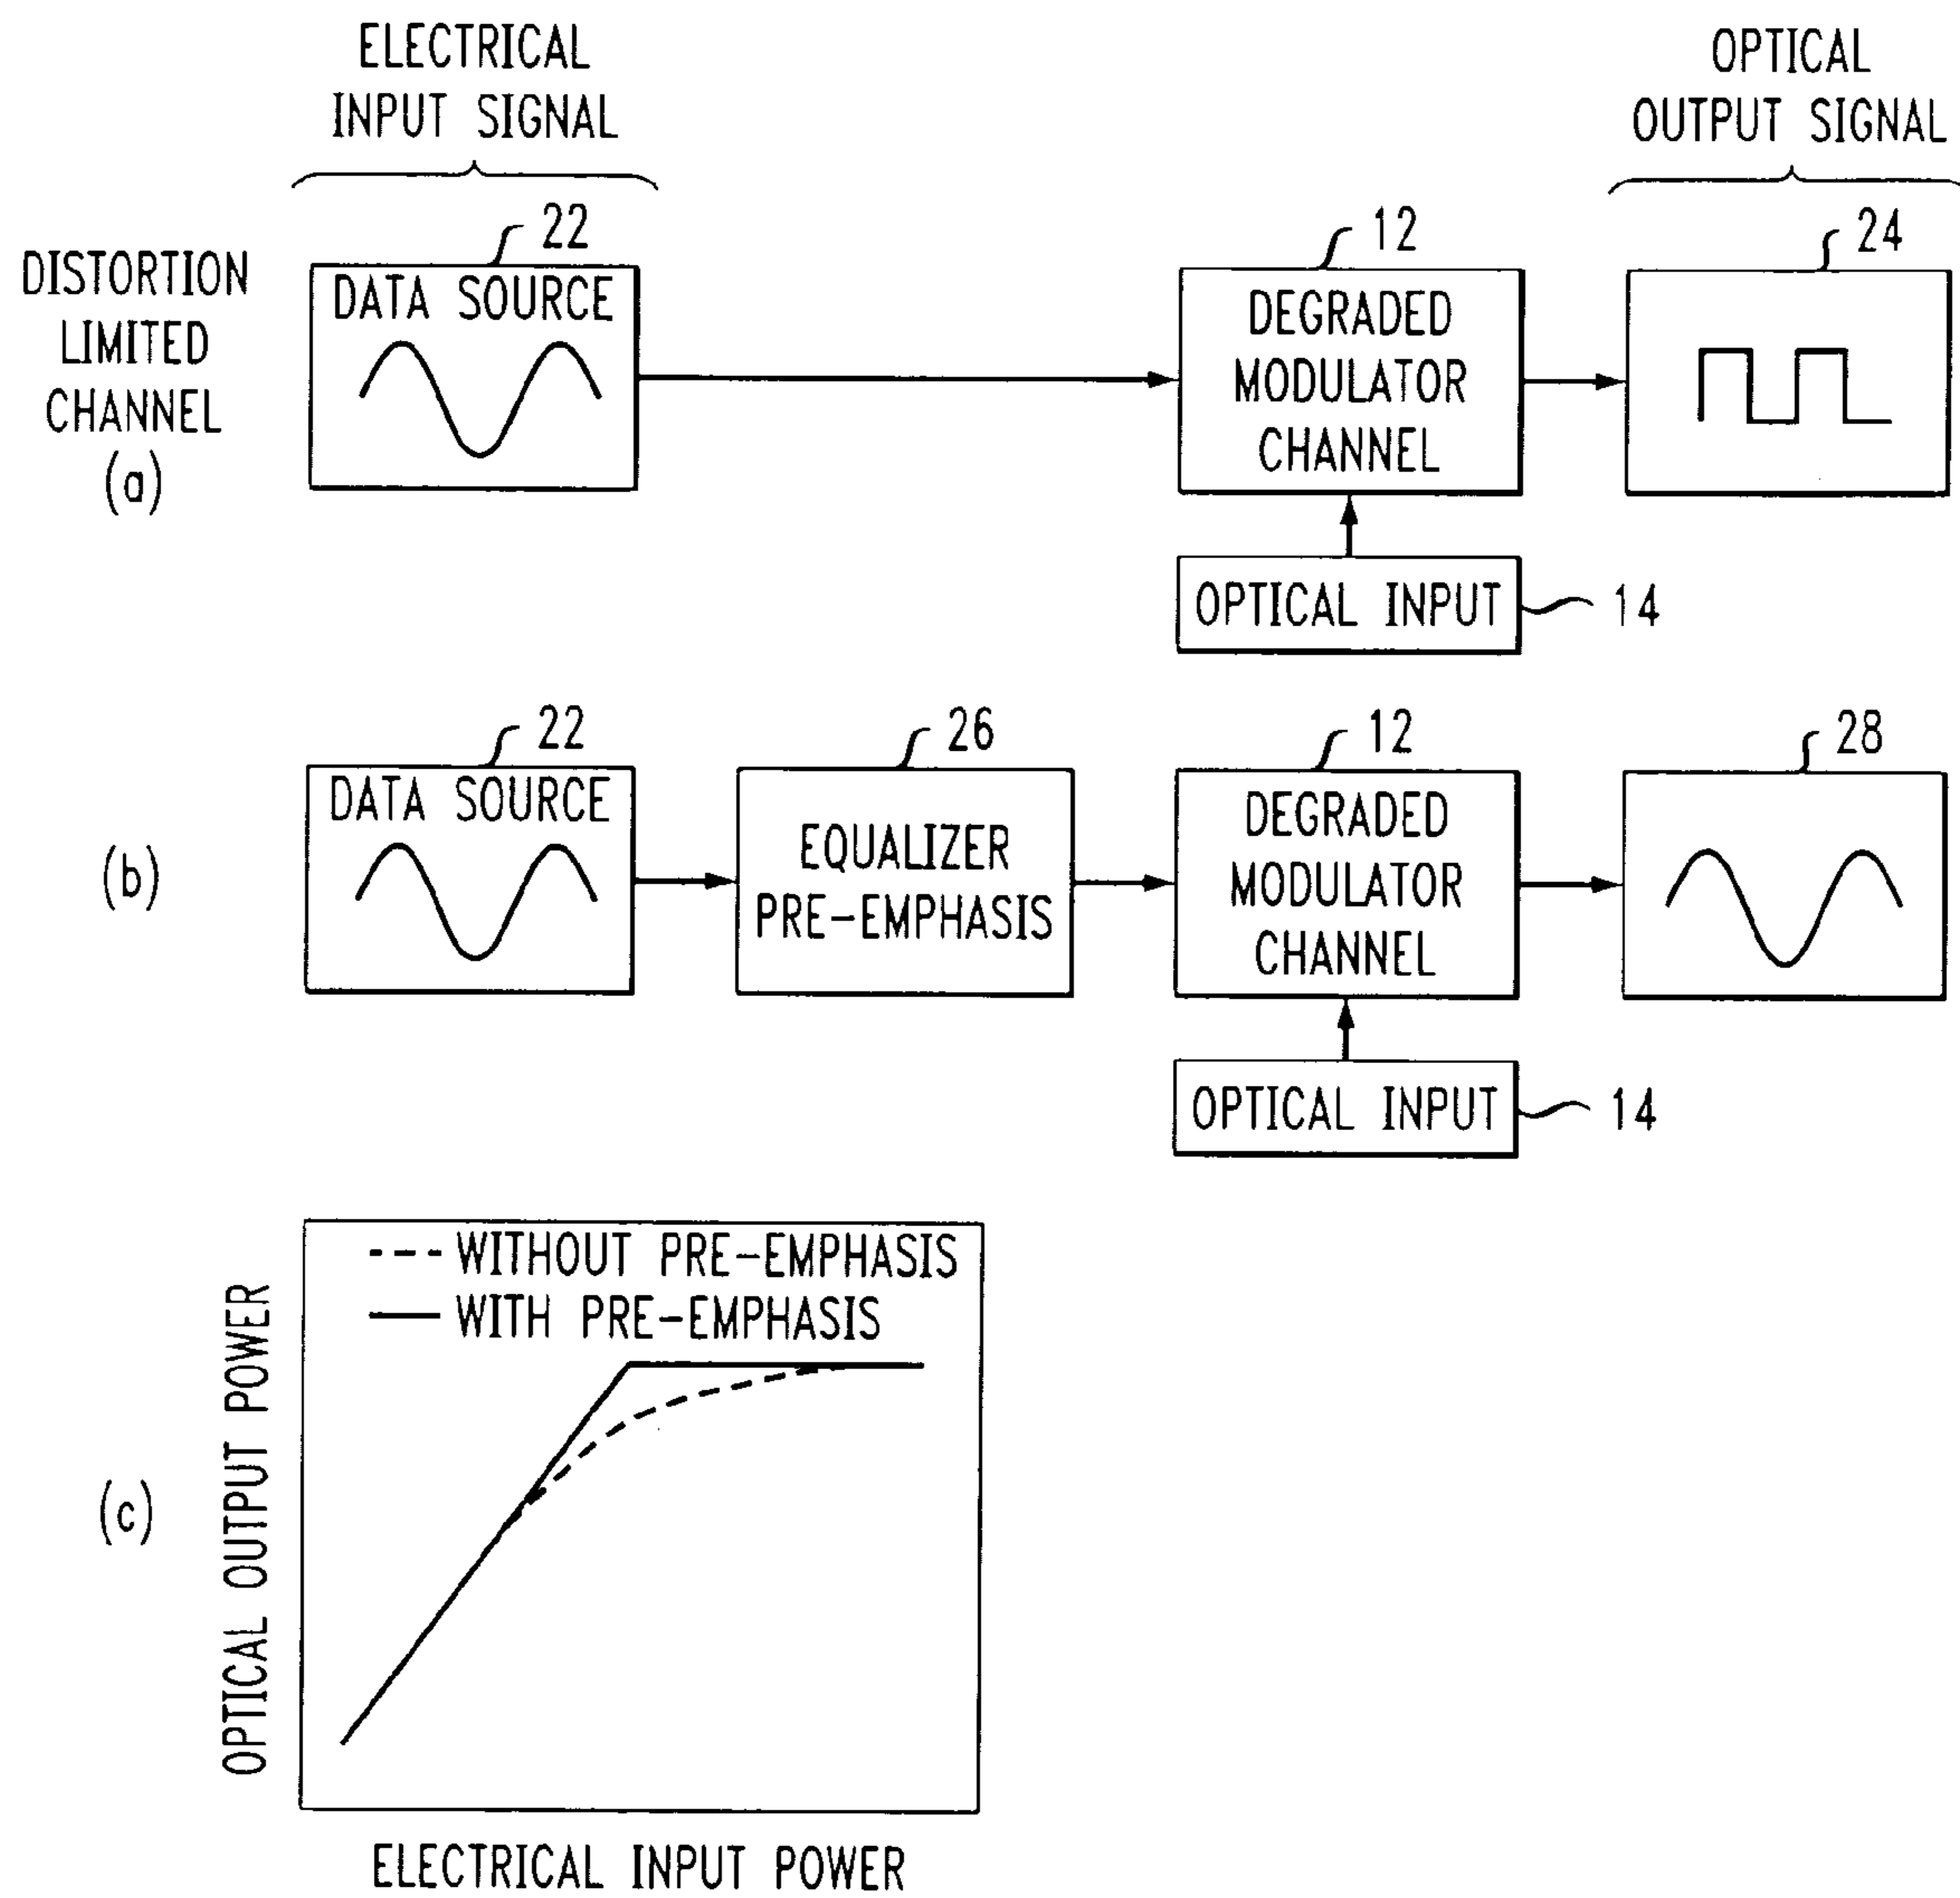 ELECTRICAL
INPUT SIGNAL
OPTICAL
OUTPUT SIGNAL
DISTORTION
LIMITED
CHANNEL
(a)
22
DATA SOURCE
12
DEGRADED
MODULATOR
CHANNEL
24
OPTICAL INPUT
14
(b)
22
DATA SOURCE
26
EQUALIZER
PRE-EMPHASIS
12
DEGRADED
MODULATOR
CHANNEL
28
OPTICAL INPUT
14
(c)
WITHOUT PRE-EMPHASIS
WITH PRE-EMPHASIS
OPTICAL OUTPUT POWER
ELECTRICAL INPUT POWER